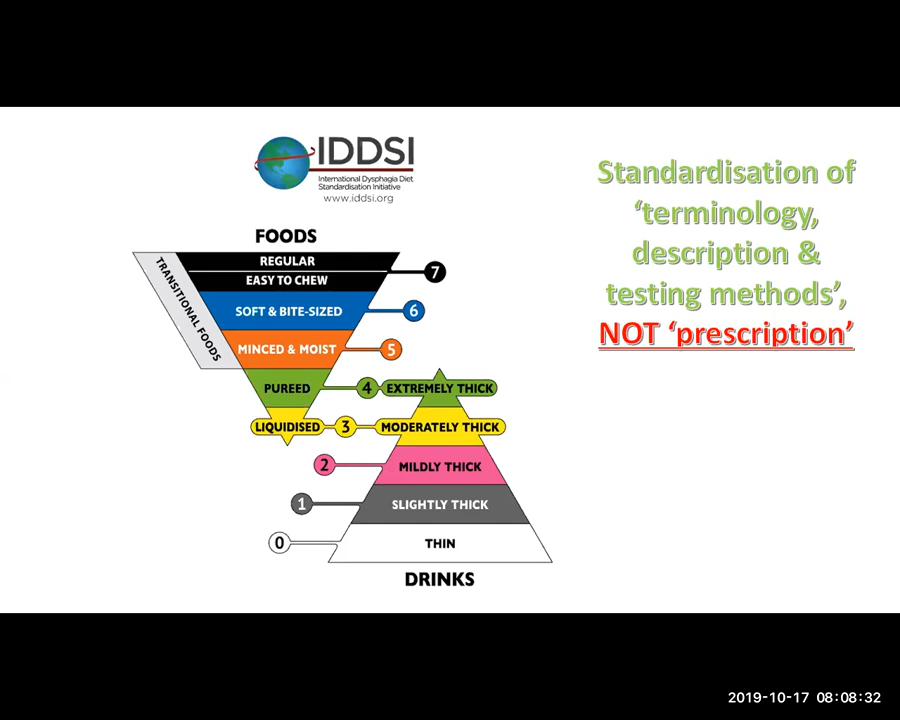 IDDSI
International Dysphagia Diet
Standardisation Initiative
www.iddsi.org
Standardisation of
‘terminology,
description &
testing methods’,
NOT ‘prescription’
FOODS
TRANSITIONAL FOODS
REGULAR
EASY TO CHEW
7
SOFT & BITE-SIZED
6
MINCED & MOIST
5
PUREED
4
EXTREMELY THICK
LIQUIDISED
3
MODERATELY THICK
2
MILDLY THICK
1
SLIGHTLY THICK
0
THIN
DRINKS
2019-10-17 08:08:32